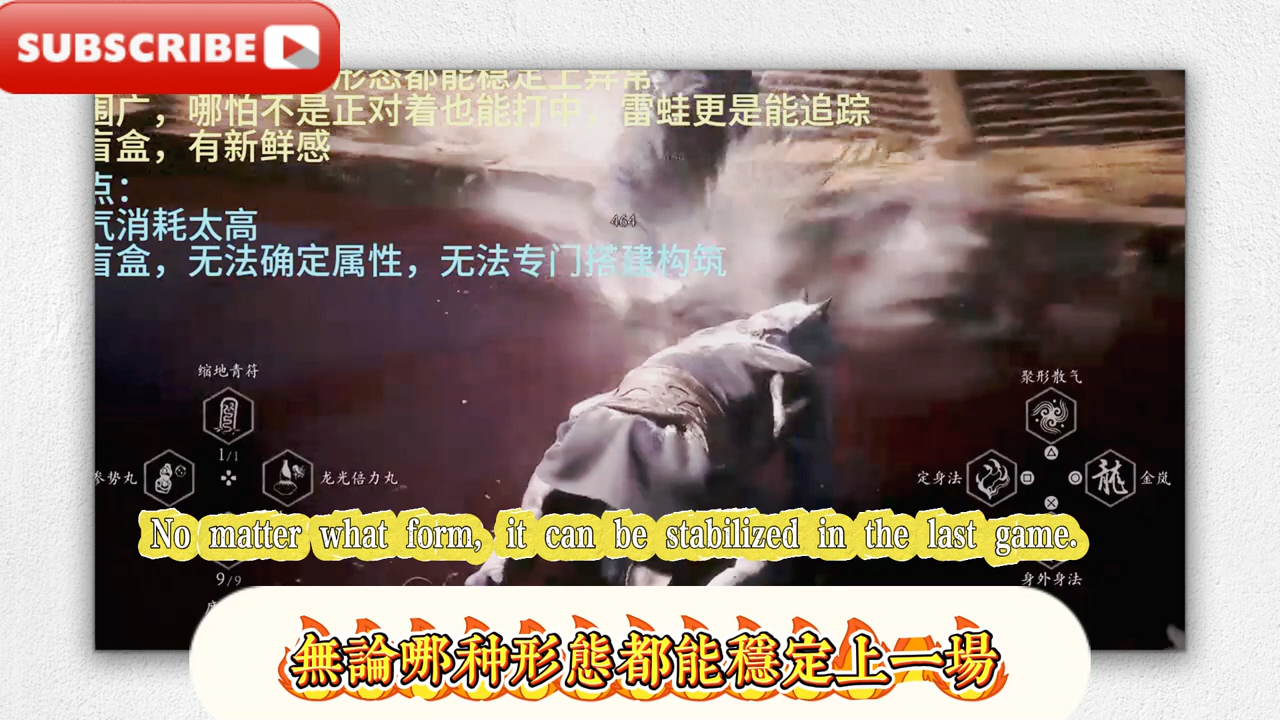 SUBSCRIBE
形态都能稳定上异常
围广，哪怕不是正对着也能打中，雷蛙更是能追踪
盲盒，有新鲜感
点：
气消耗太高
盲盒，无法确定属性，无法专门搭建构筑
464
缩地青符
1/1
参势丸
龙光倍力丸
9/9
聚形散气
定身法
龍
金岚
身外身法
No matter what form, it can be stabilized in the last game.
無論哪种形態都能穩定上一場